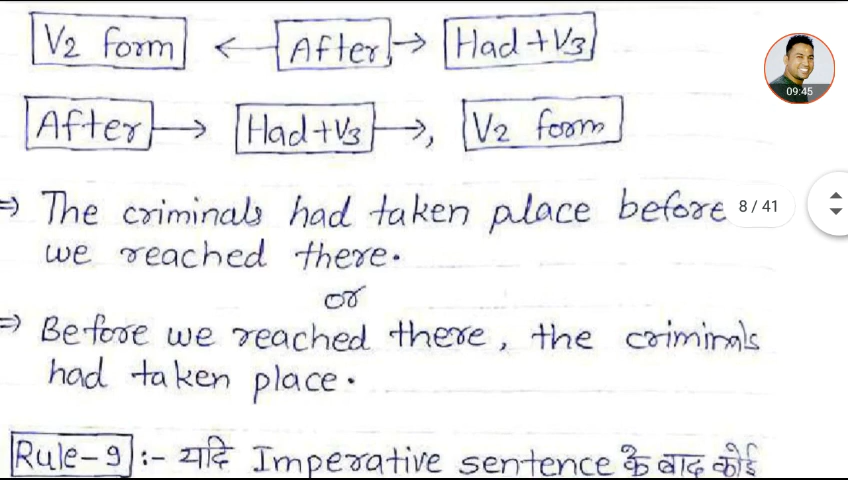 V2 form ← After → Had+V3
09:45
After → Had+V3 →, V2 form
⇒ The criminals had taken place before
8 / 41
we reached there.
or
⇒ Before we reached there, the criminals
had taken place.
Rule-9 :- यदि Imperative sentence के बाद कोई